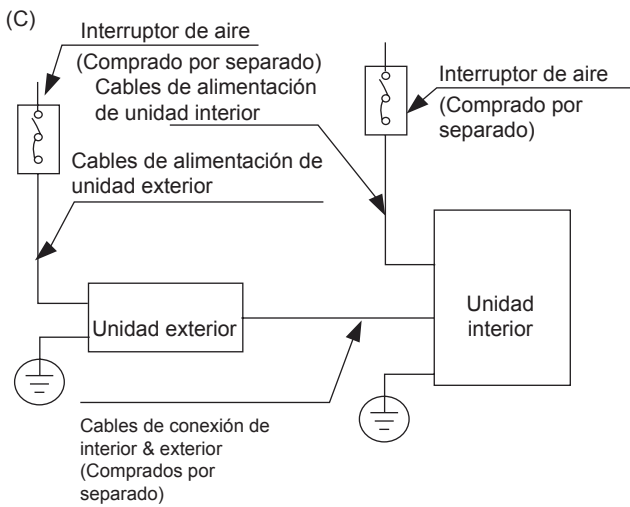 (C)
Interruptor de aire
(Comprado por separado)
Cables de alimentación
de unidad interior
Interruptor de aire
(Comprado por
separado)
Cables de alimentación de
unidad exterior
Unidad exterior
Unidad
interior
Cables de conexión de
interior & exterior
(Comprados por
separado)